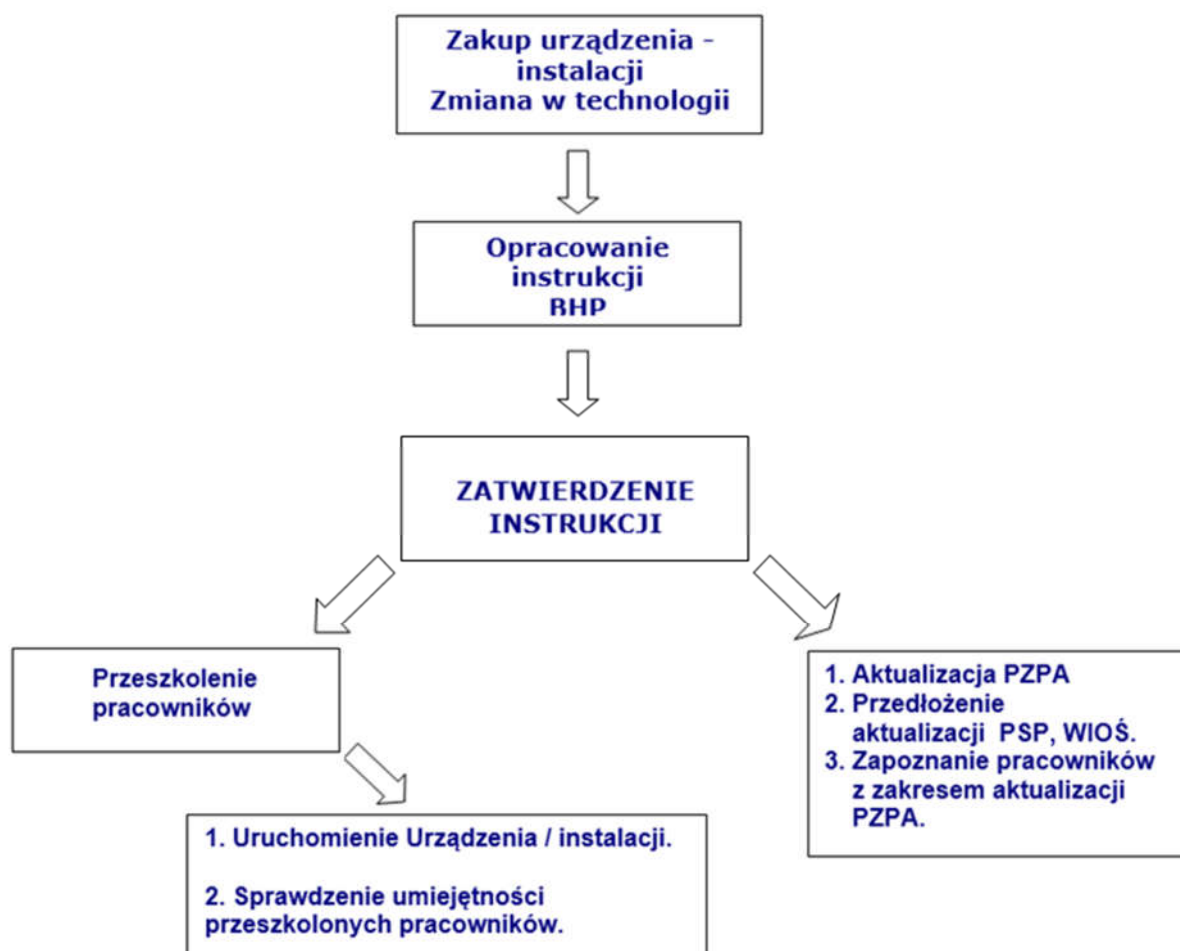 Zakup urządzenia -
instalacji
Zmiana w technologii
Opracowanie
instrukcji
BHP
ZATWIERDZENIE
INSTRUKCJI
Przeszkolenie
pracowników
1. Aktualizacja PZPA
2. Przedłożenie
aktualizacji PSP, WIOŚ.
3. Zapoznanie pracowników
z zakresem aktualizacji
PZPA.
1. Uruchomienie Urządzenia / instalacji.
2. Sprawdzenie umiejętności
przeszkolonych pracowników.